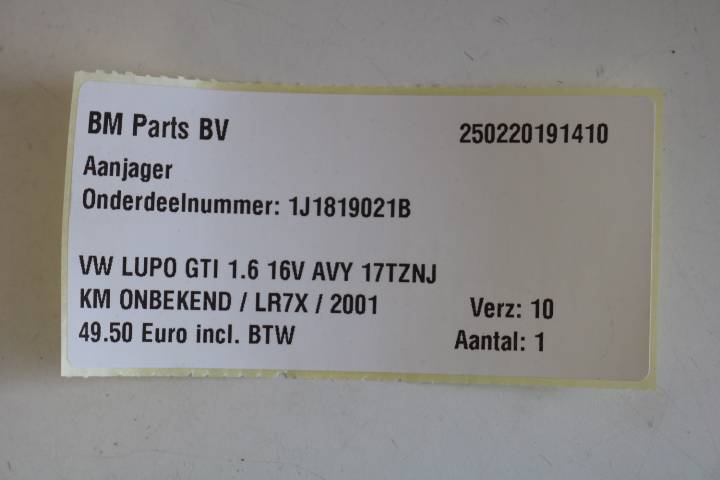 BM Parts BV 250220191410
Aanjager
Onderdeelnummer: 1J1819021B
VW LUPO GTI 1.6 16V AVY 17TZNJ
KM ONBEKEND / LR7X / 2001 Verz: 10
49.50 Euro incl. BTW Aantal: 1